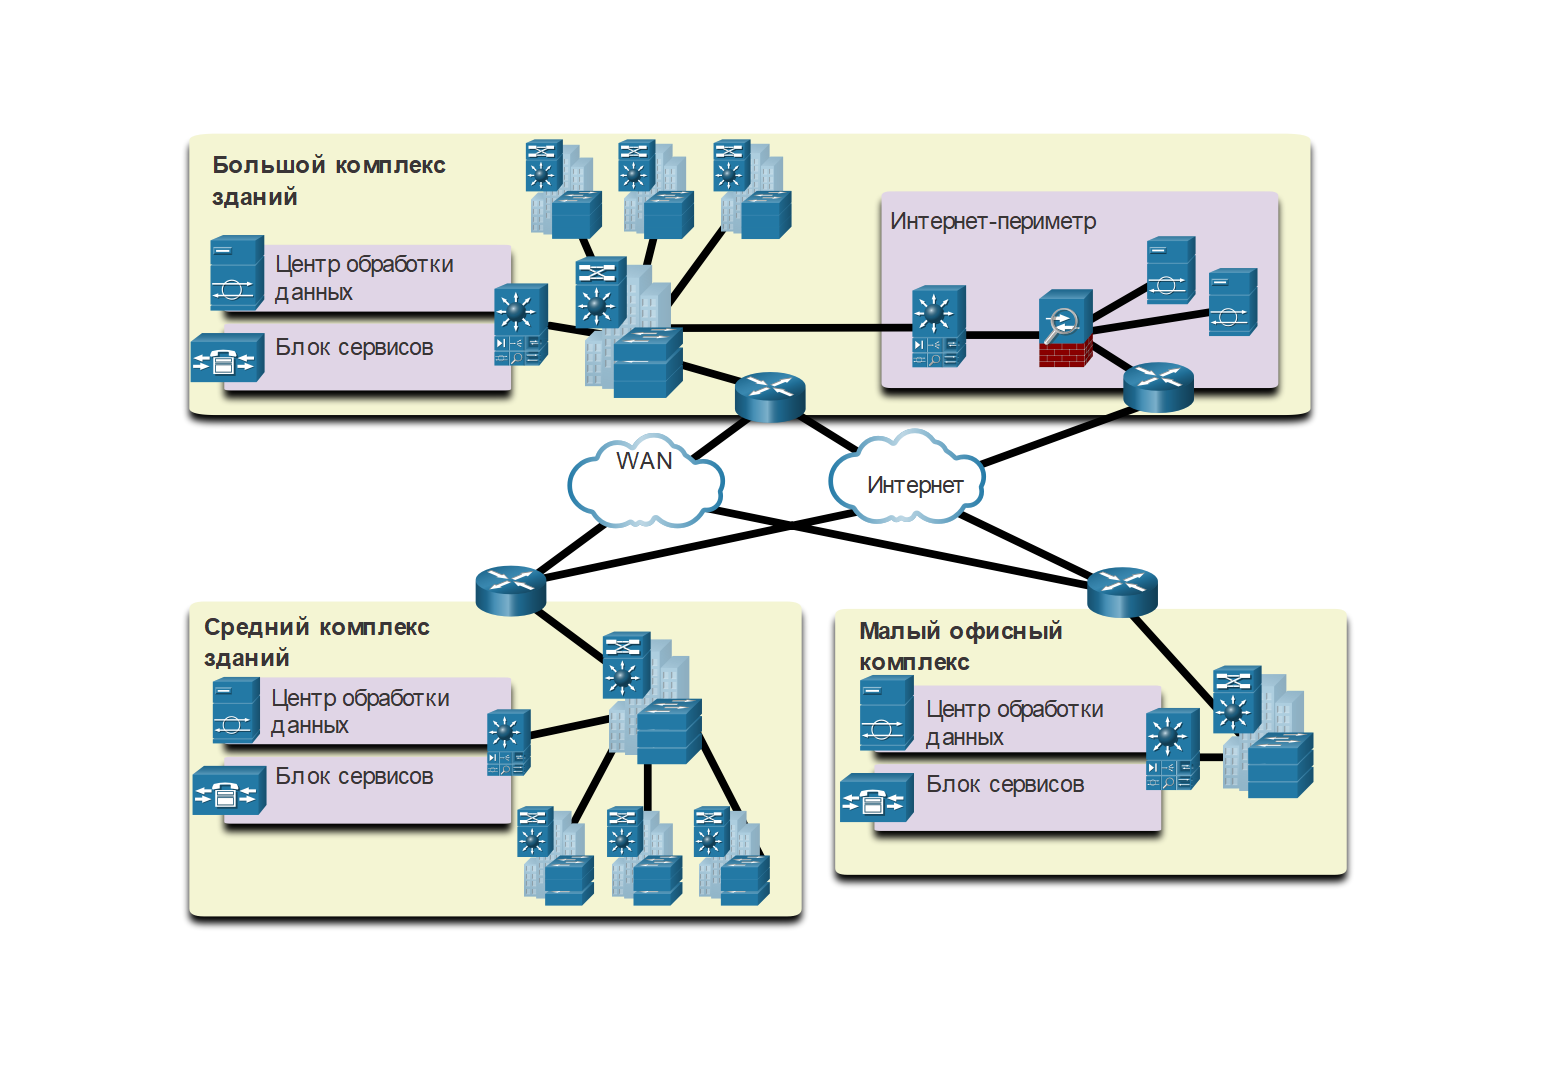 Большой комплекс
зданий
Центр обработки
данных
Блок сервисов
Интернет-периметр
WAN
Интернет
Средний комплекс
зданий
Центр обработки
данных
Блок сервисов
Малый офисный
комплекс
Центр обработки
данных
Блок сервисов